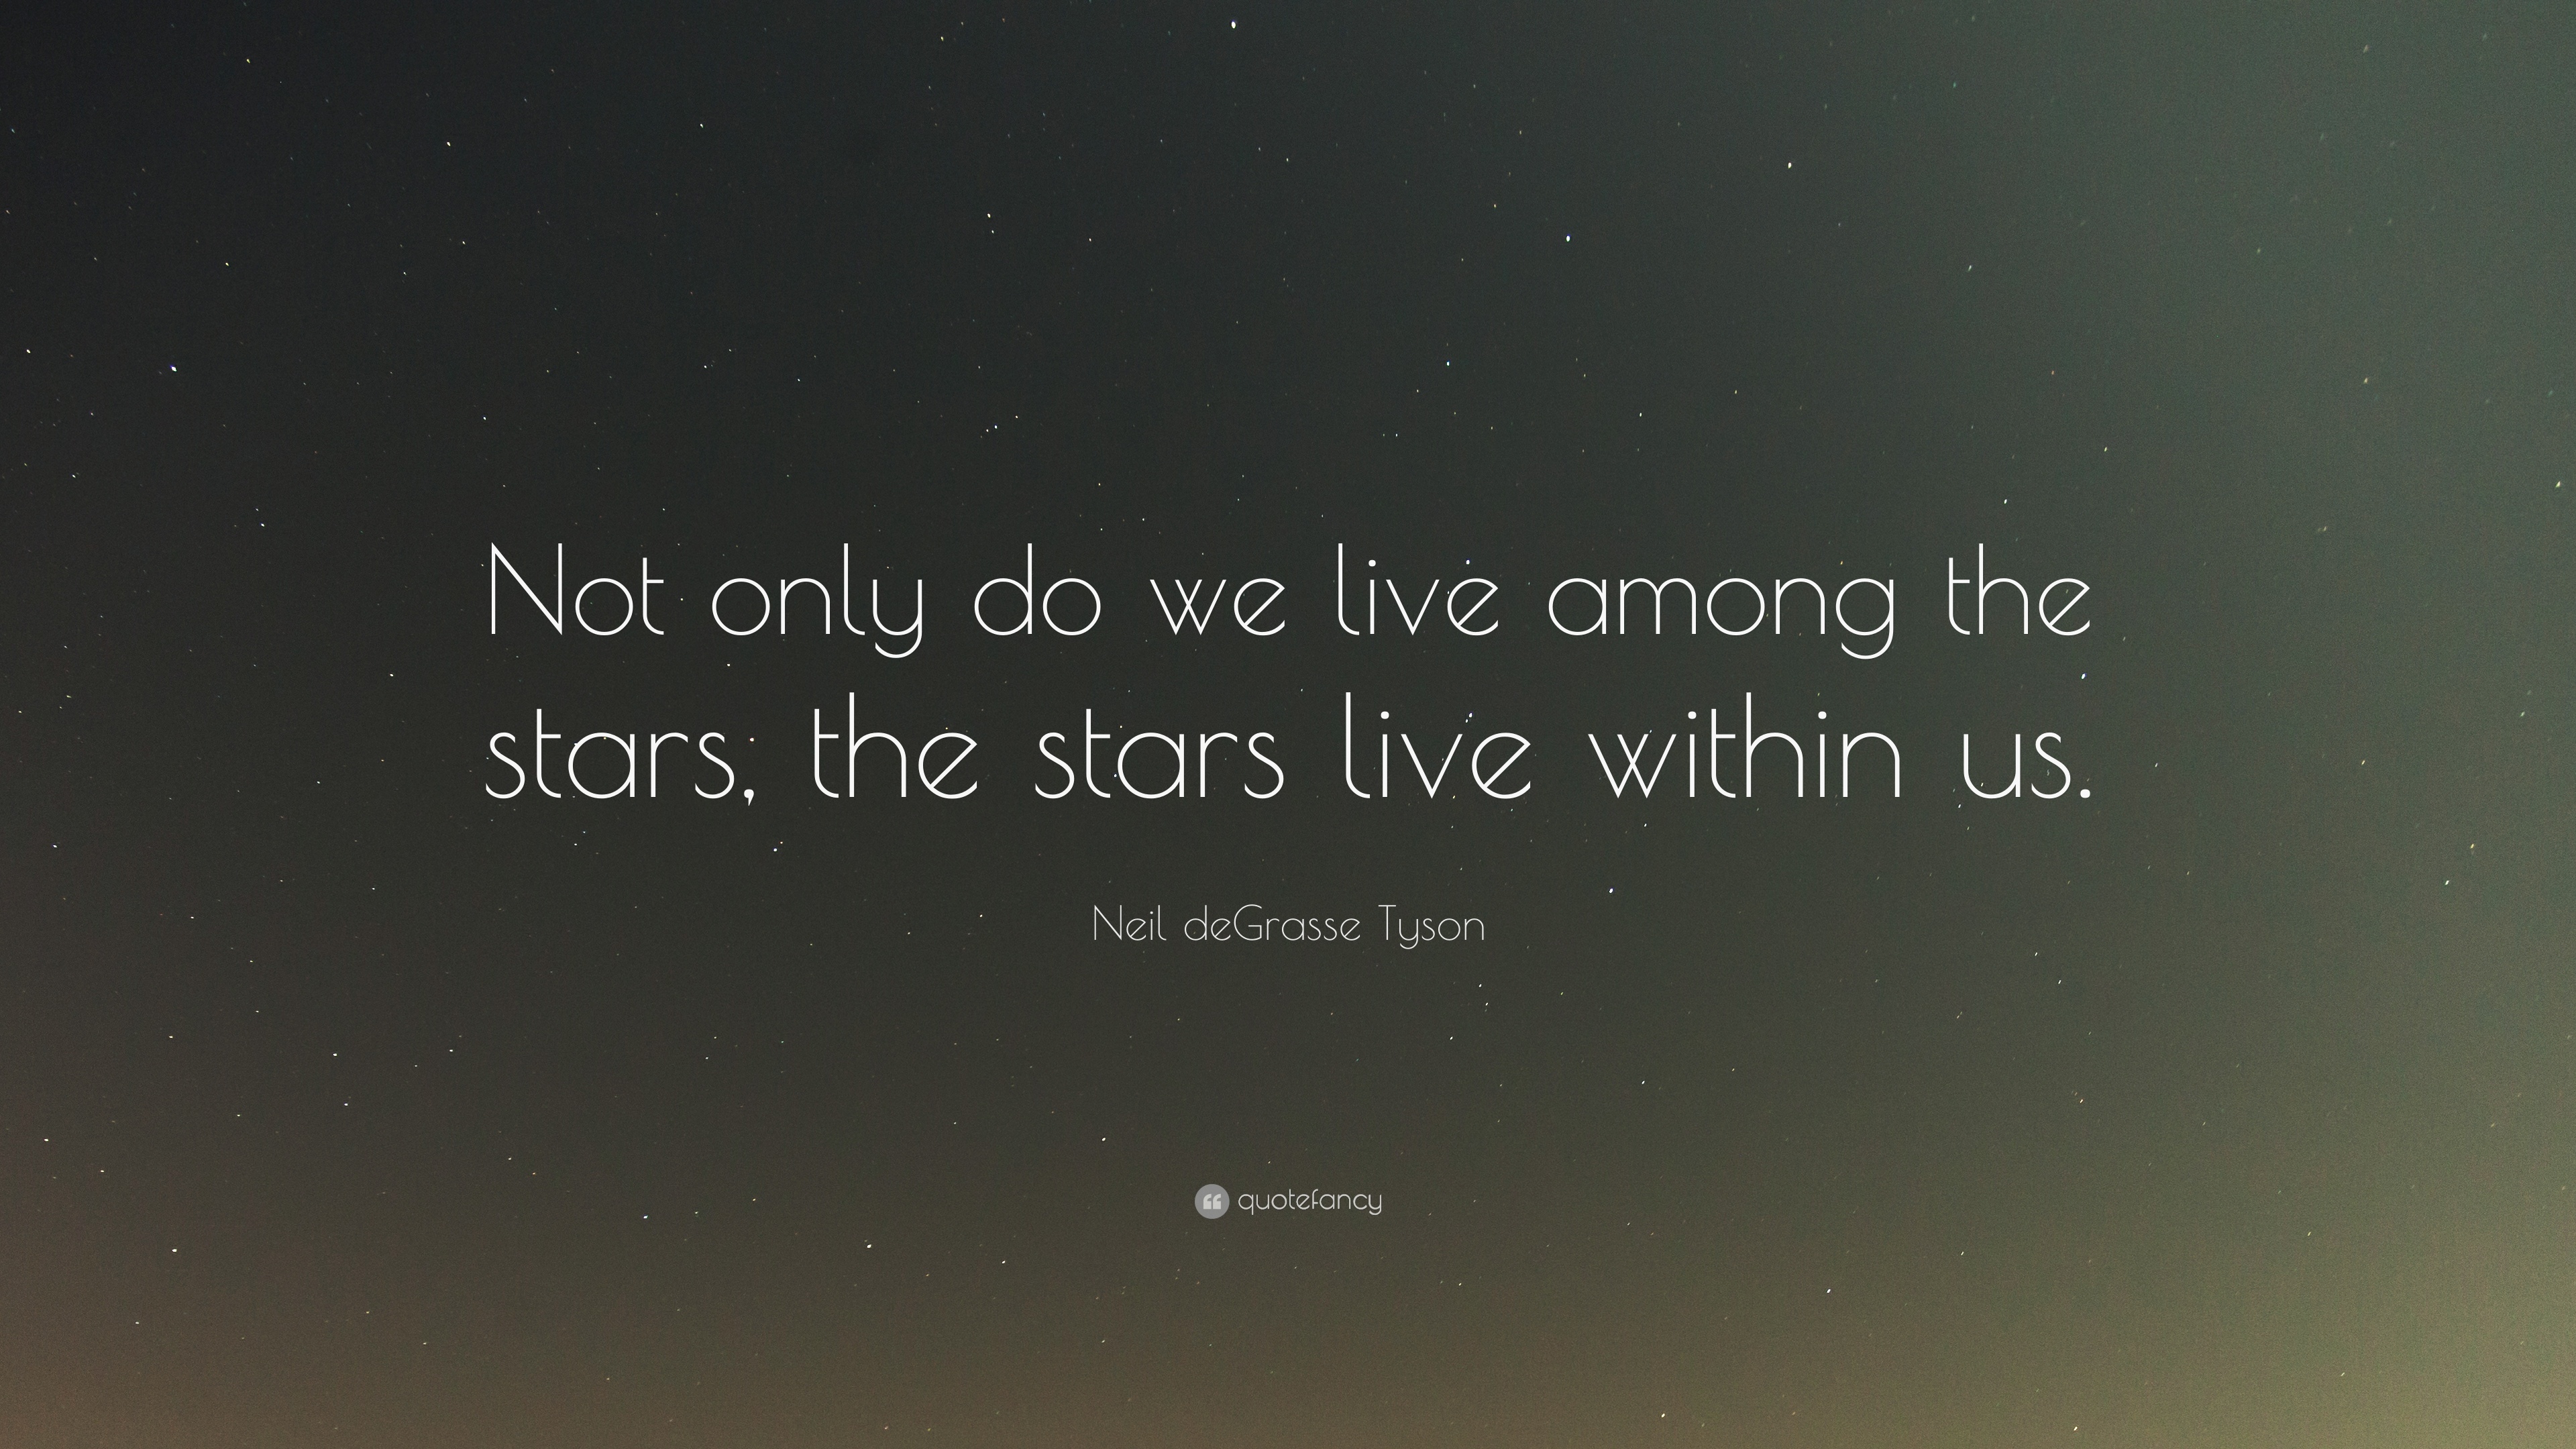 Not only do we live among the
stars, the stars live within us.
Neil deGrasse Tyson
quotefancy